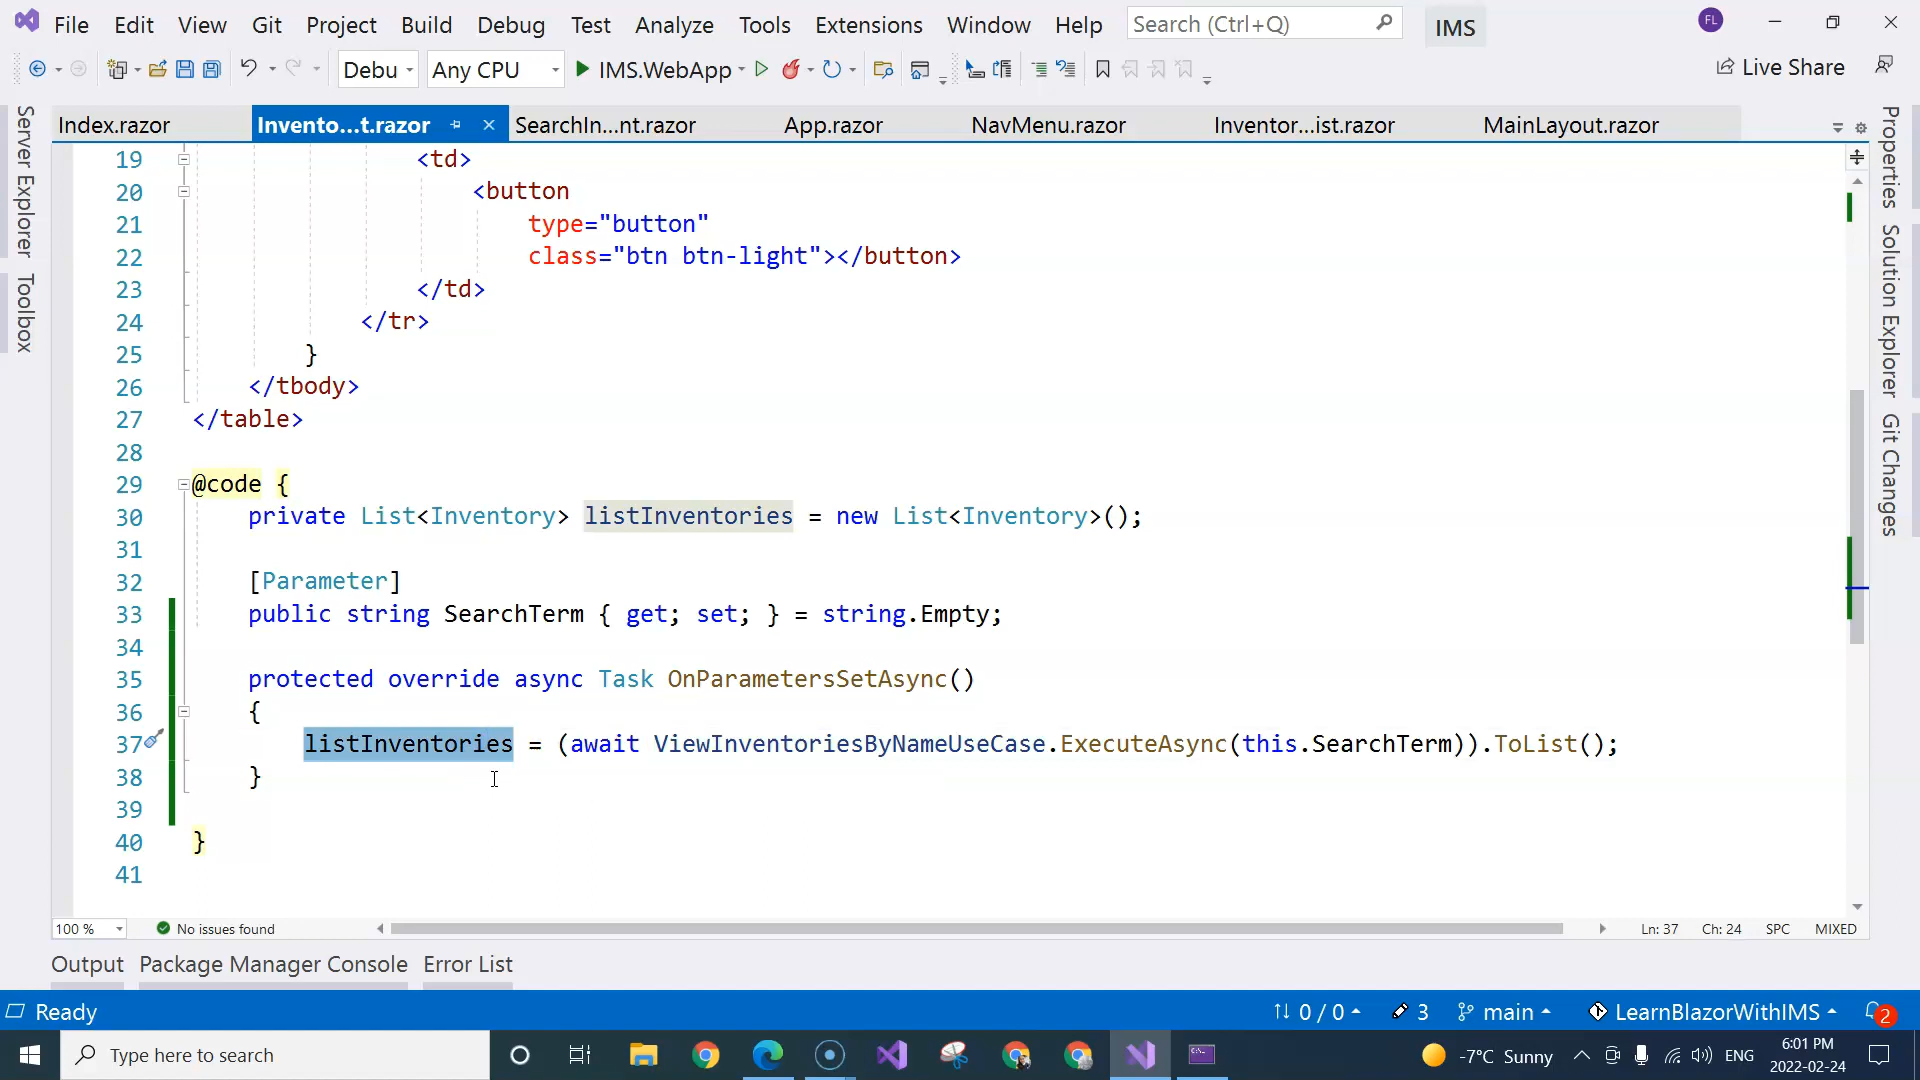 File Edit View Git Project Build Debug Test Analyze Tools Extensions Window Help Search (Ctrl+Q) IMS FL
Debu Any CPU IMS.WebApp Live Share
Index.razor Invento...t.razor SearchIn...nt.razor App.razor NavMenu.razor Inventor...ist.razor MainLayout.razor
Server Explorer
Toolbox
Properties
Solution Explorer
Git Changes
19 <td>
20 <button
21 type="button"
22 class="btn btn-light"></button>
23 </td>
24 </tr>
25 }
26 </tbody>
27 </table>
28
29 @code {
30 private List<Inventory> listInventories = new List<Inventory>();
31
32 [Parameter]
33 public string SearchTerm { get; set; } = string.Empty;
34
35 protected override async Task OnParametersSetAsync()
36 {
37 listInventories = (await ViewInventoriesByNameUseCase.ExecuteAsync(this.SearchTerm)).ToList();
38 }
39
40 }
41
100 % No issues found Ln: 37 Ch: 24 SPC MIXED
Output Package Manager Console Error List
Ready 0 / 0 3 main LearnBlazorWithIMS 2
Type here to search -7°C Sunny ENG 6:01 PM
2022-02-24